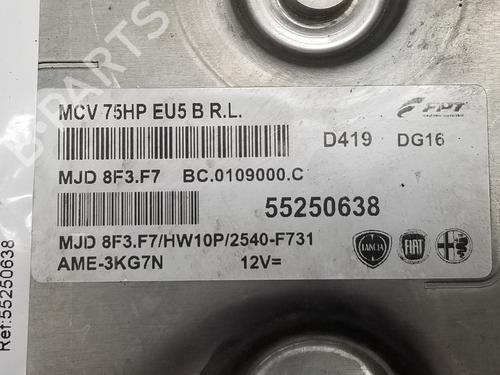 MCV 75HP EU5 B R.L.
FPT
D419 DG16
MJD 8F3.F7 BC.0109000.C
55250638
MJD 8F3.F7/HW10P/2540-F731
AME-3KG7N 12V=
LANCIA
FIAT
Ref:55250638
B-PARTS